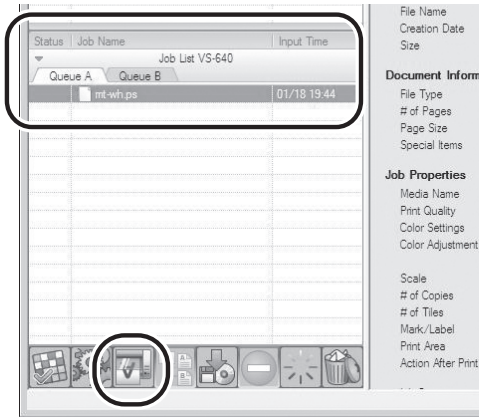 Status Job Name Input Time
Job List VS-640
Queue A Queue B
mt-wh.ps 01/18 19:44
File Name
Creation Date
Size
Document Inform
File Type
# of Pages
Page Size
Special Items
Job Properties
Media Name
Print Quality
Color Settings
Color Adjustment
Scale
# of Copies
# of Tiles
Mark/Label
Print Area
Action After Print